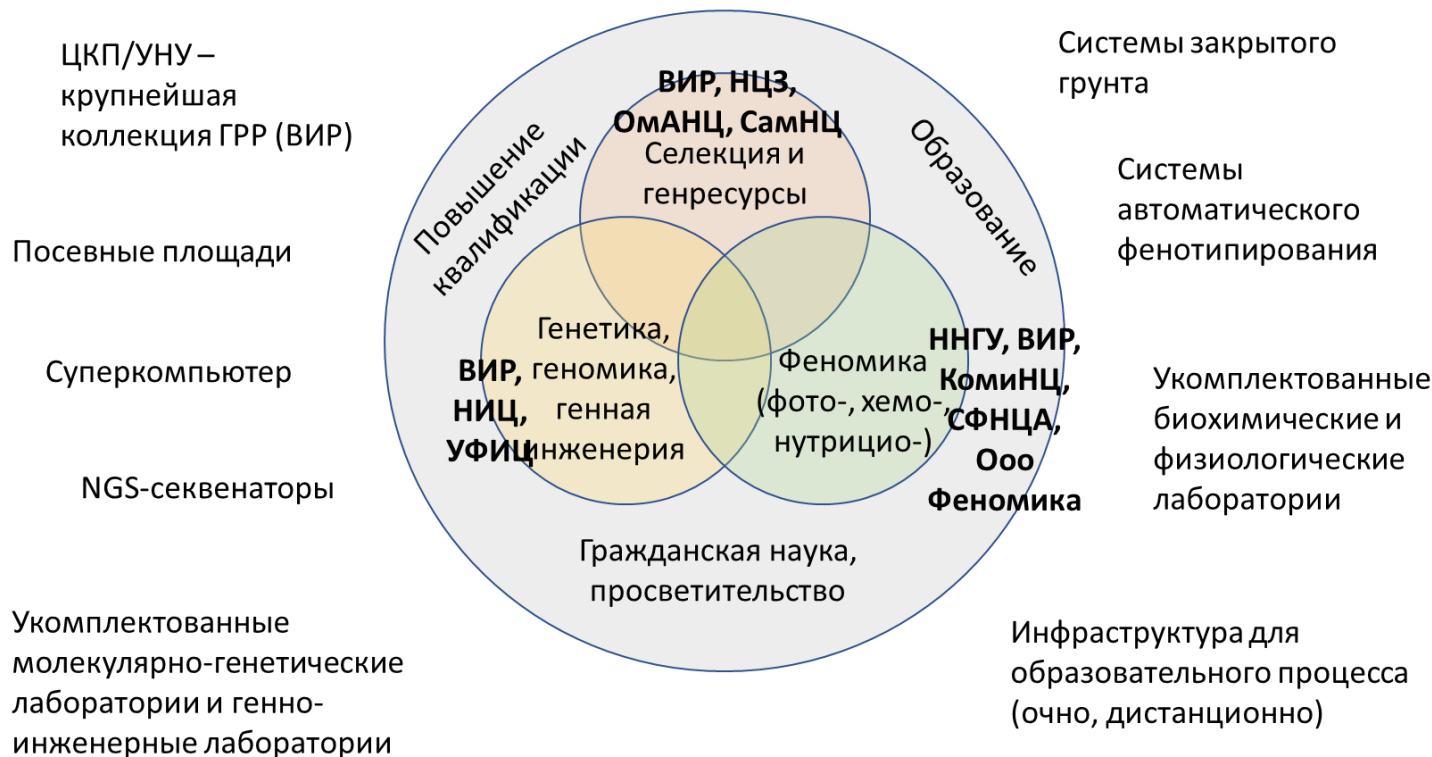 ЦКП/УНУ –
крупнейшая
коллекция ГРР (ВИР)
Посевные площади
Суперкомпьютер
NGS-секвенаторы
Укомплектованные
молекулярно-генетические
лаборатории и генно-
инженерные лаборатории
Повышение
квалификации
ВИР, НЦЗ,
ОмАНЦ, СамНЦ
Селекция и
генресурсы
Образование
Генетика,
геномика,
генная
инженерия
ВИР,
НИЦ,
УФИЦ
Феномика
(фото-, хемо-,
нутрицио-)
ННГУ, ВИР,
КомиНЦ,
СФНЦА,
Ооо
Феномика
Гражданская наука,
просветительство
Системы закрытого
грунта
Системы
автоматического
фенотипирования
Укомплектованные
биохимические и
физиологические
лаборатории
Инфраструктура для
образовательного процесса
(очно, дистанционно)